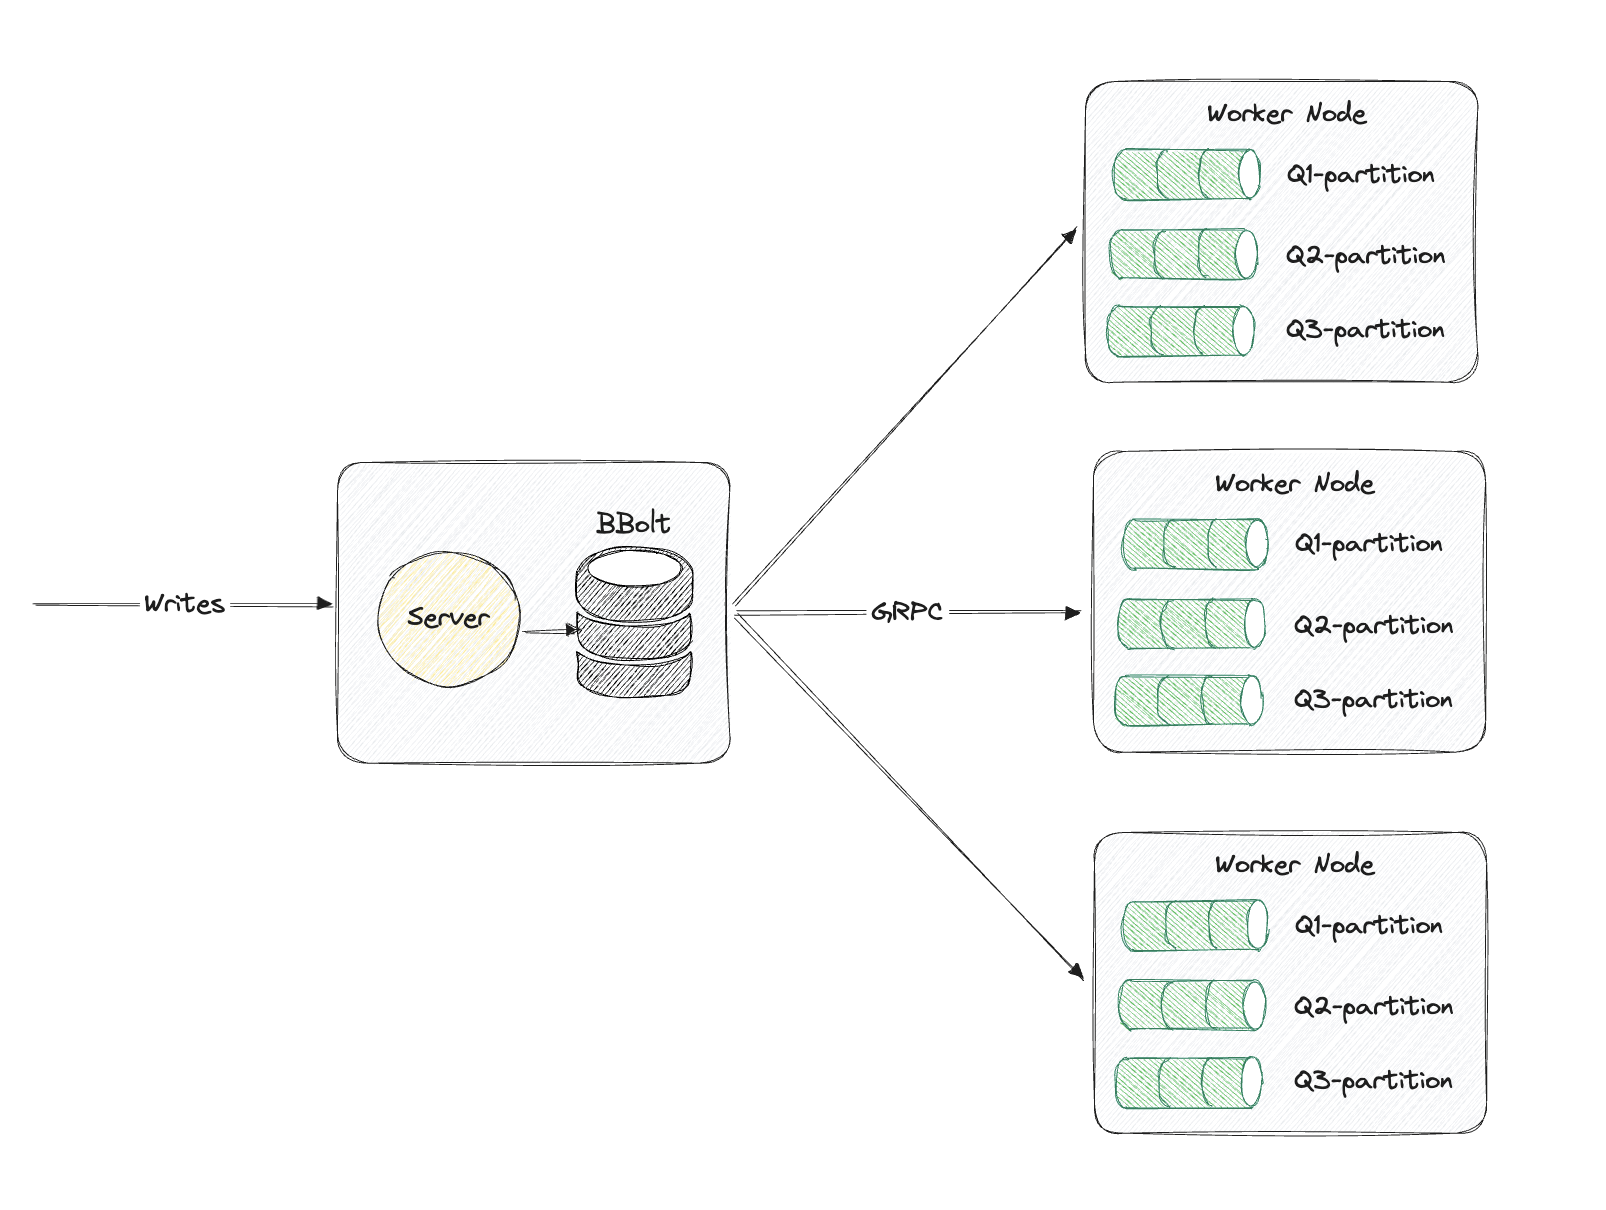 Writes
Server
BBolt
GRPC
Worker Node
Q1-partition
Q2-partition
Q3-partition
Worker Node
Q1-partition
Q2-partition
Q3-partition
Worker Node
Q1-partition
Q2-partition
Q3-partition